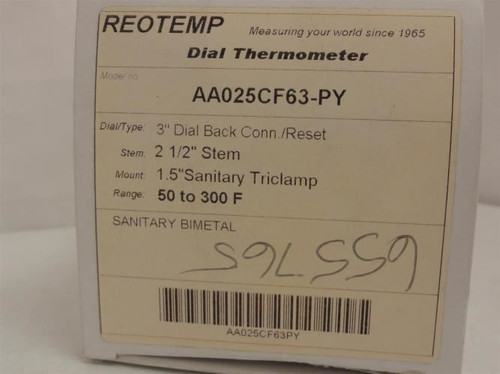 REOTEMP Measuring your world since 1965
Dial Thermometer
Model no
AA025CF63-PY
Dial/Type: 3" Dial Back Conn./Reset
Stem: 2 1/2" Stem
Mount: 1.5"Sanitary Triclamp
Range: 50 to 300 F
SANITARY BIMETAL
655765
AA025CF63PY